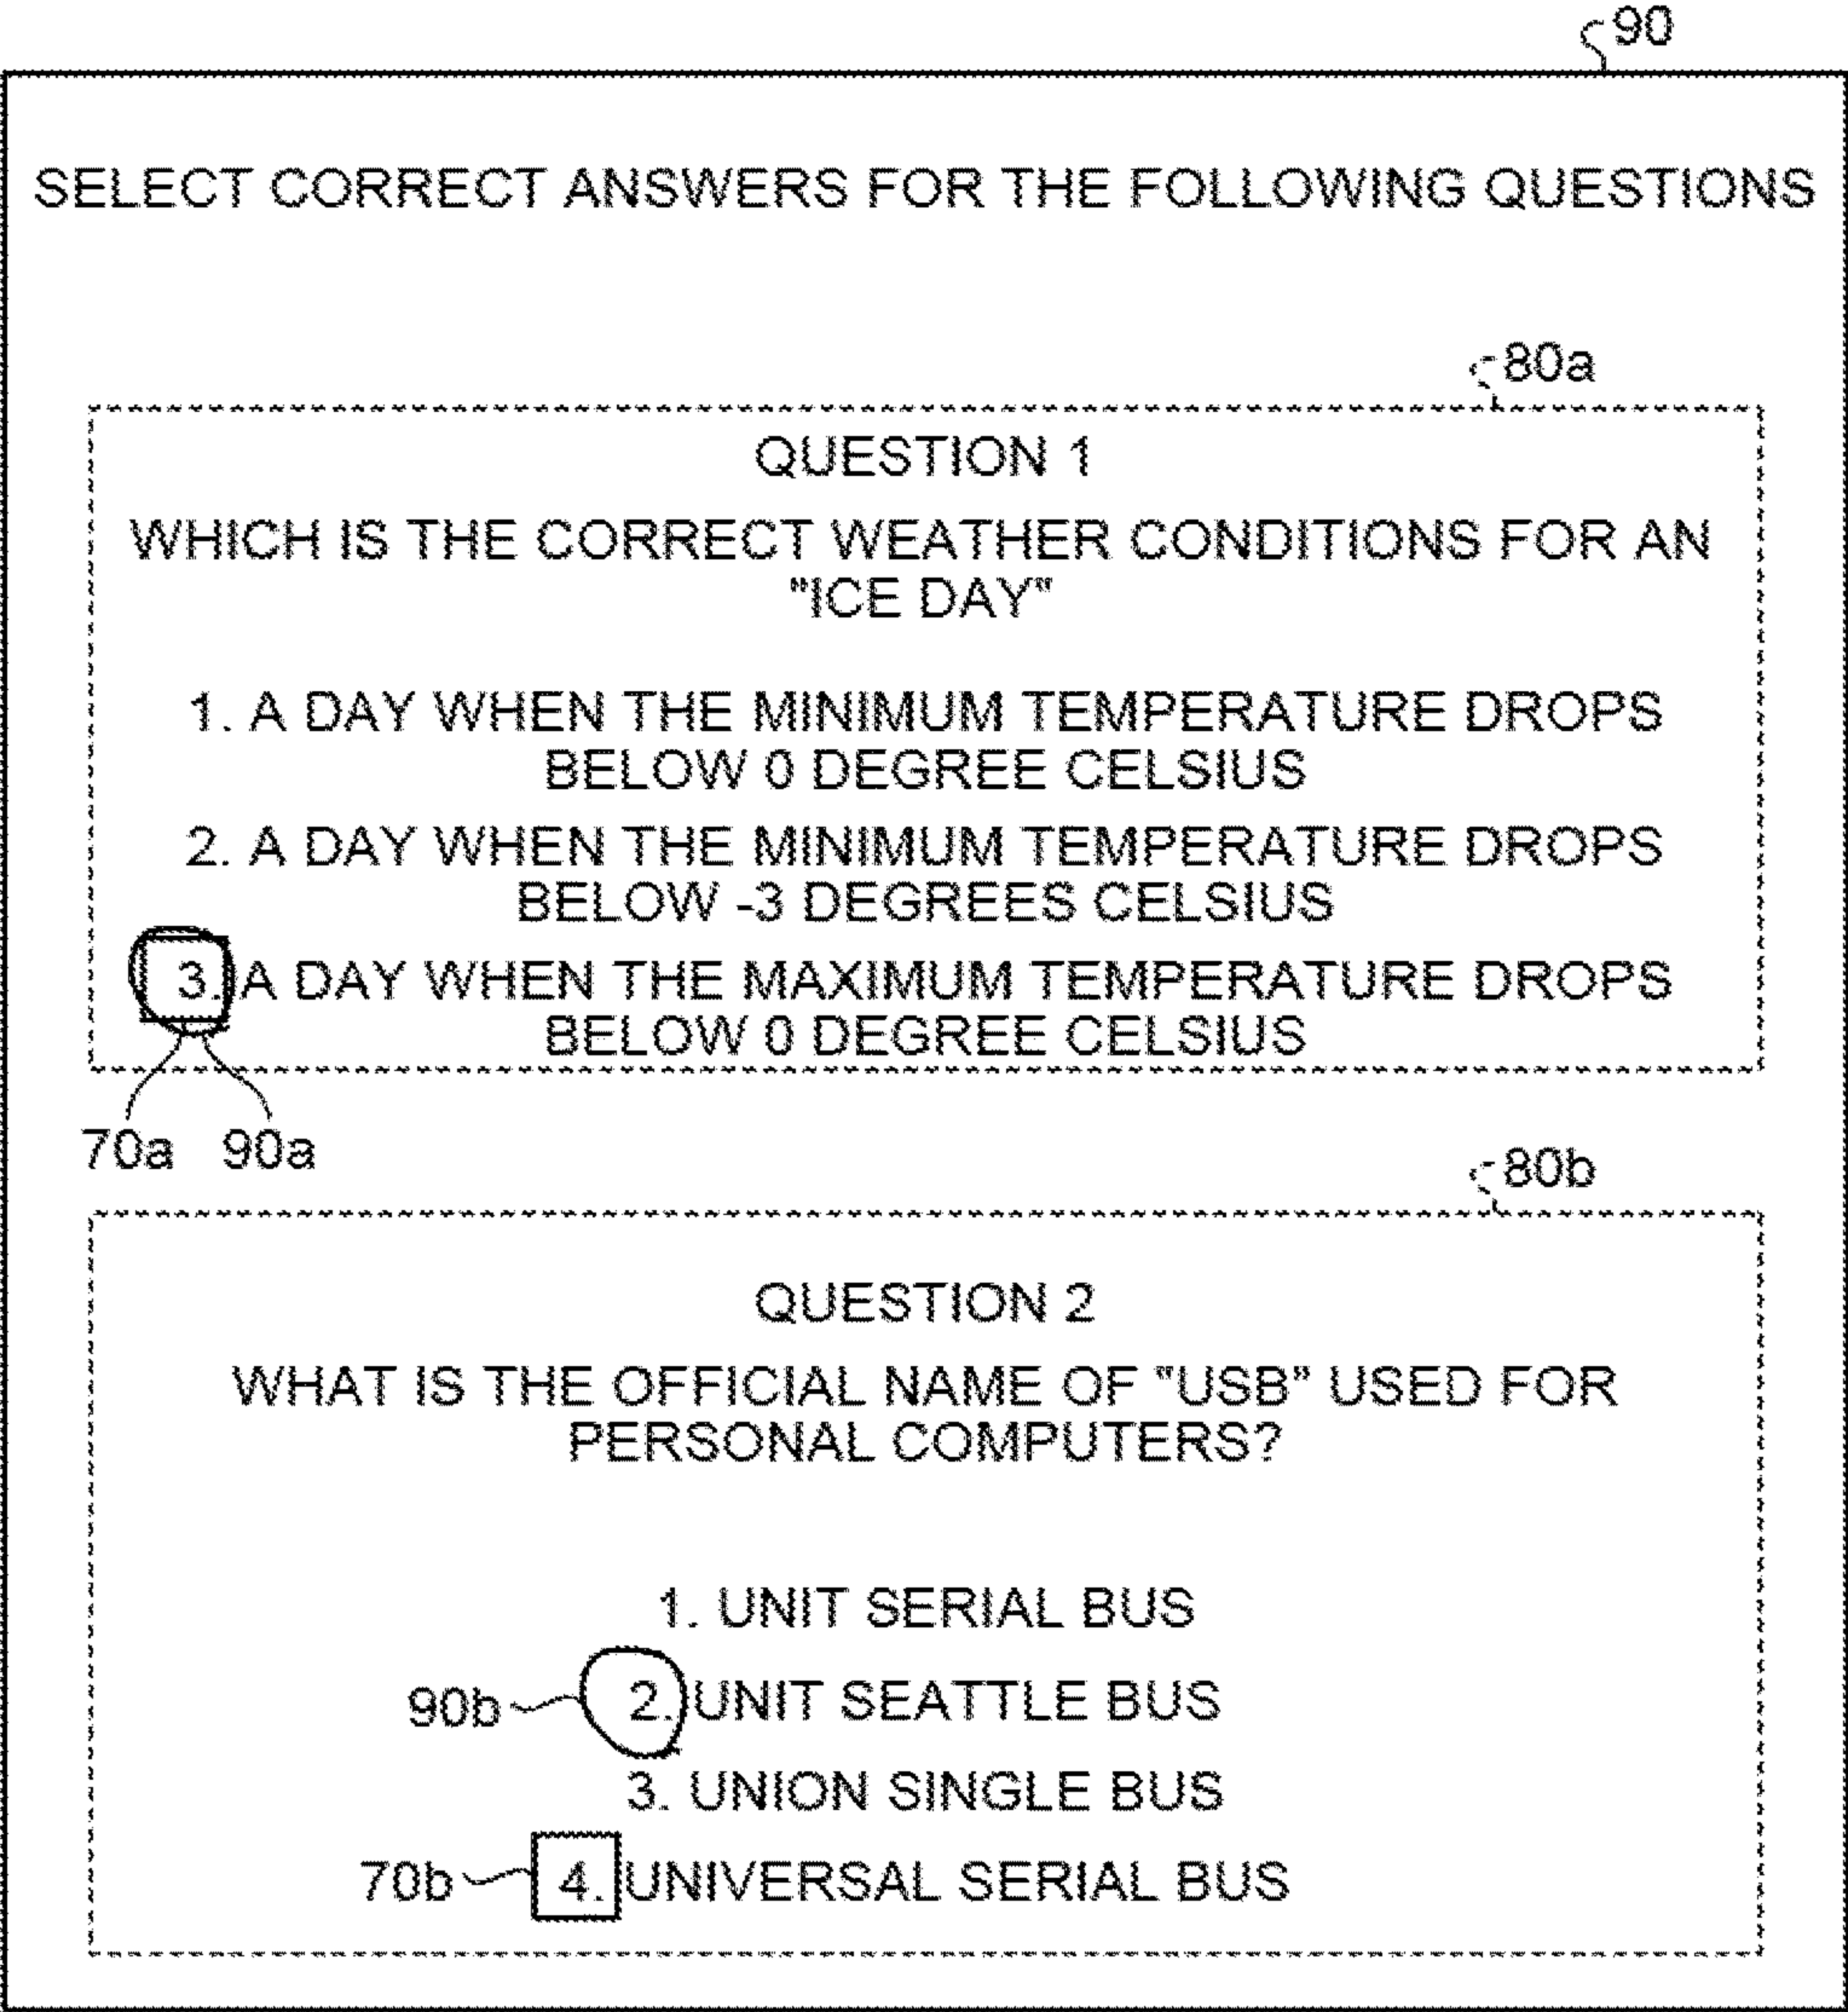 90
SELECT CORRECT ANSWERS FOR THE FOLLOWING QUESTIONS
80a
QUESTION 1
WHICH IS THE CORRECT WEATHER CONDITIONS FOR AN
"ICE DAY"
1. A DAY WHEN THE MINIMUM TEMPERATURE DROPS
BELOW 0 DEGREE CELSIUS
2. A DAY WHEN THE MINIMUM TEMPERATURE DROPS
BELOW -3 DEGREES CELSIUS
3. A DAY WHEN THE MAXIMUM TEMPERATURE DROPS
BELOW 0 DEGREE CELSIUS
70a 90a
80b
QUESTION 2
WHAT IS THE OFFICIAL NAME OF "USB" USED FOR
PERSONAL COMPUTERS?
1. UNIT SERIAL BUS
90b 2. UNIT SEATTLE BUS
3. UNION SINGLE BUS
70b 4. UNIVERSAL SERIAL BUS